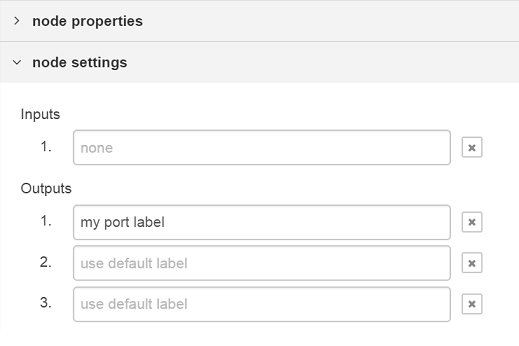 node properties
node settings
Inputs
1. none
Outputs
1. my port label
2. use default label
3. use default label